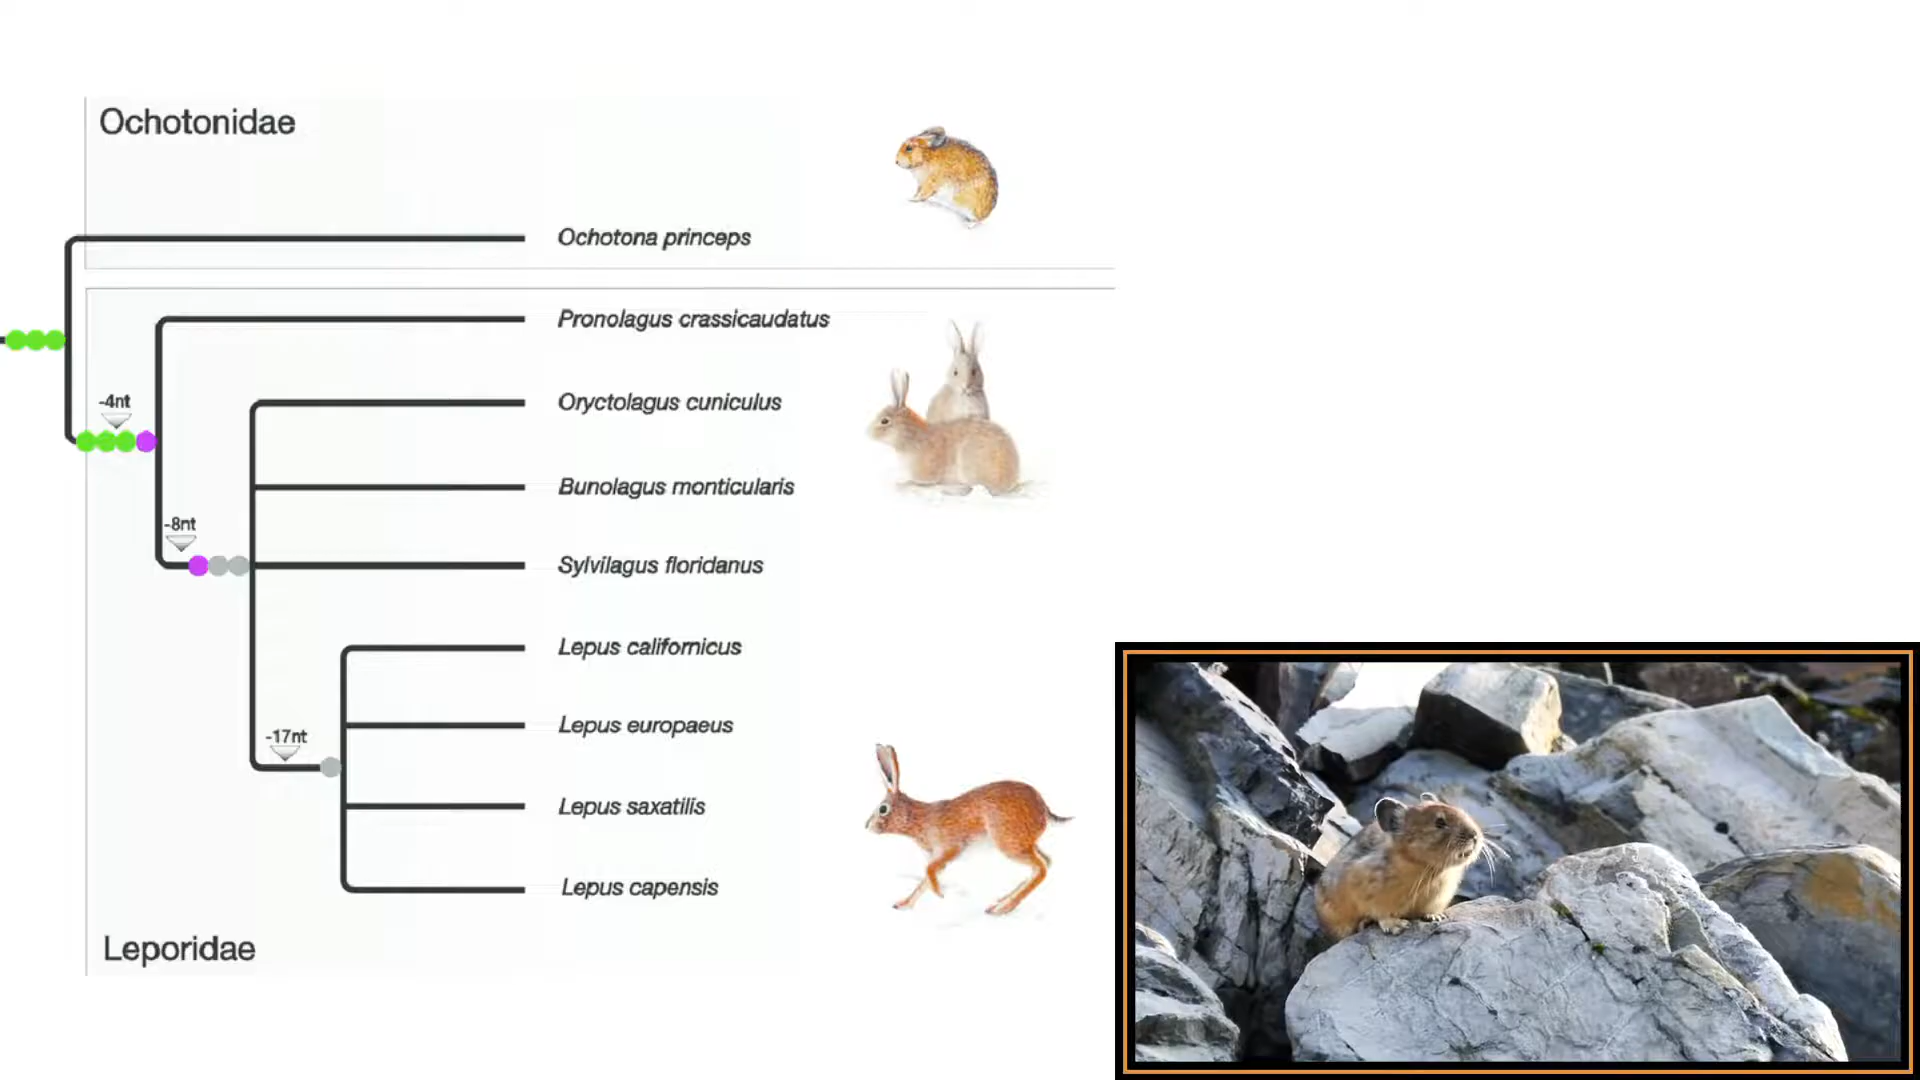 Ochotonidae
Ochotona princeps
Pronolagus crassicaudatus
-4nt
Oryctolagus cuniculus
Bunolagus monticularis
-8nt
Sylvilagus floridanus
Lepus californicus
Lepus europaeus
-17nt
Lepus saxatilis
Lepus capensis
Leporidae